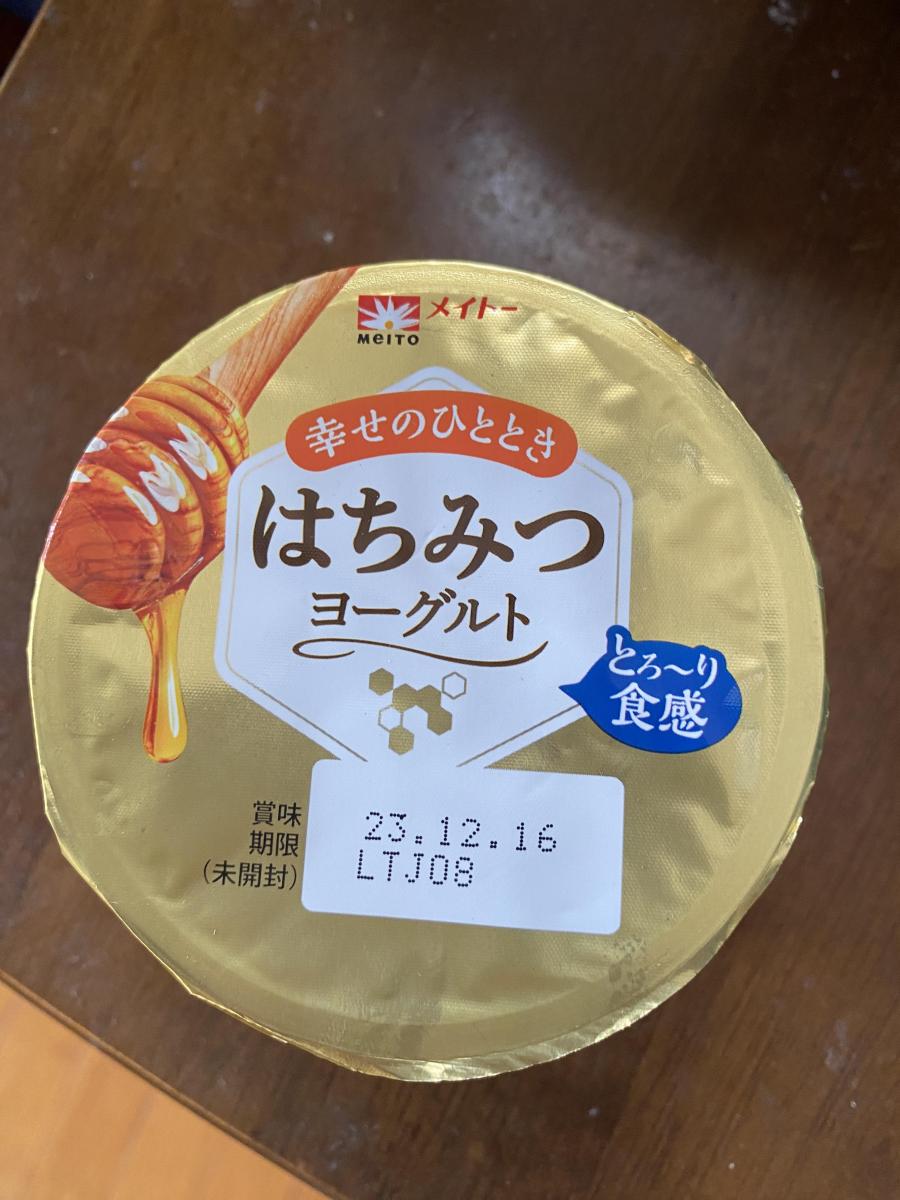 MEITO
メイトー
幸せのひととき
はちみつ
ヨーグルト
とろ〜り
食感
賞味
期限
(未開封)
23.12.16
LTJ08